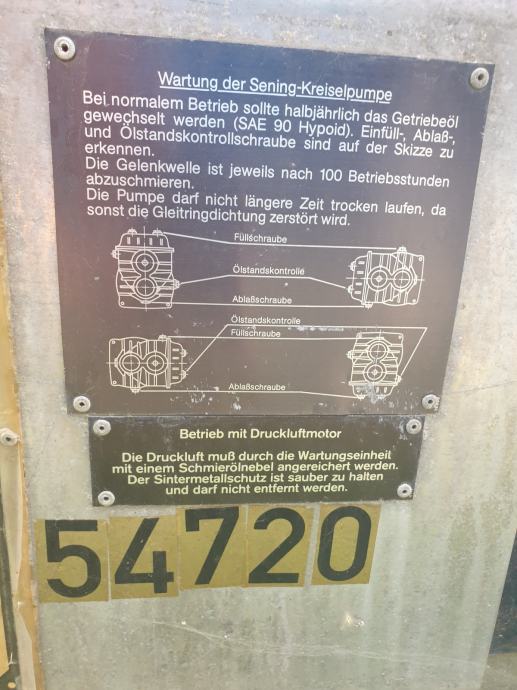 Wartung der Sening-Kreiselpumpe
Bei normalem Betrieb sollte halbjährlich das Getriebeöl
gewechselt werden (SAE 90 Hypoid). Einfüll-, Ablaß-,
und Ölstandskontrollschraube sind auf der Skizze zu
erkennen.
Die Gelenkwelle ist jeweils nach 100 Betriebsstunden
abzuschmieren.
Die Pumpe darf nicht längere Zeit trocken laufen, da
sonst die Gleitringdichtung zerstört wird.
Füllschraube
Ölstandskontrolle
Ablaßschraube
Ölstandskontrolle
Füllschraube
Ablaßschraube
Betrieb mit Druckluftmotor
Die Druckluft muß durch die Wartungseinheit
mit einem Schmierölnebel angereichert werden.
Der Sintermetallschutz ist sauber zu halten
und darf nicht entfernt werden.
54720